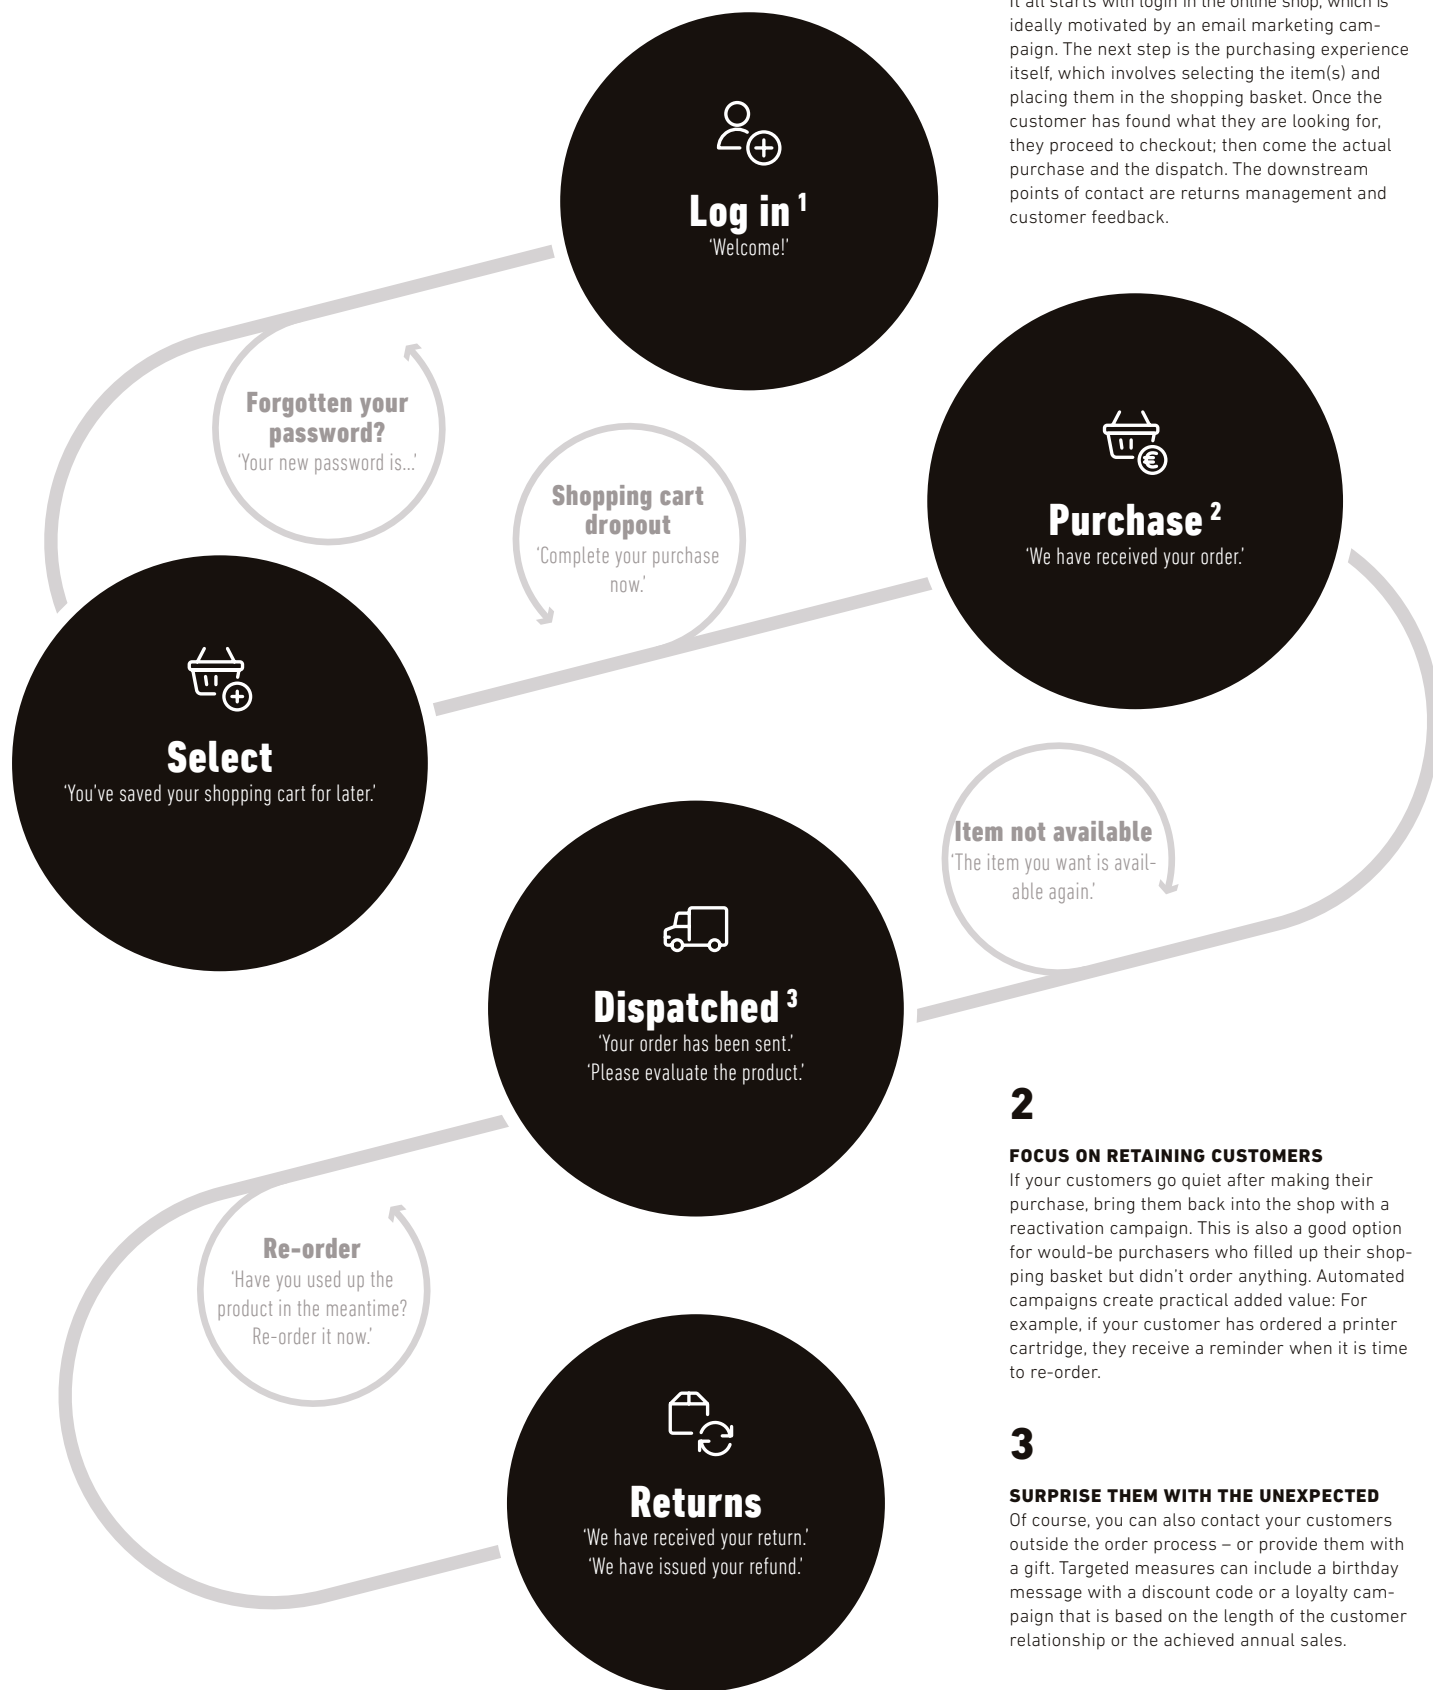 It all starts with login in the online shop, which is
ideally motivated by an email marketing cam-
paign. The next step is the purchasing experience
itself, which involves selecting the item(s) and
placing them in the shopping basket. Once the
customer has found what they are looking for,
they proceed to checkout; then come the actual
purchase and the dispatch. The downstream
points of contact are returns management and
customer feedback.
Log in 1
‘Welcome!’
Forgotten your
password?
‘Your new password is...’
Shopping cart
dropout
‘Complete your purchase
now.’
Purchase 2
‘We have received your order.’
Select
‘You’ve saved your shopping cart for later.’
Item not available
‘The item you want is avail-
able again.’
Dispatched 3
‘Your order has been sent.’
‘Please evaluate the product.’
Re-order
‘Have you used up the
product in the meantime?
Re-order it now.’
Returns
‘We have received your return.’
‘We have issued your refund.’
2
FOCUS ON RETAINING CUSTOMERS
If your customers go quiet after making their
purchase, bring them back into the shop with a
reactivation campaign. This is also a good option
for would-be purchasers who filled up their shop-
ping basket but didn’t order anything. Automated
campaigns create practical added value: For
example, if your customer has ordered a printer
cartridge, they receive a reminder when it is time
to re-order.
3
SURPRISE THEM WITH THE UNEXPECTED
Of course, you can also contact your customers
outside the order process – or provide them with
a gift. Targeted measures can include a birthday
message with a discount code or a loyalty cam-
paign that is based on the length of the customer
relationship or the achieved annual sales.